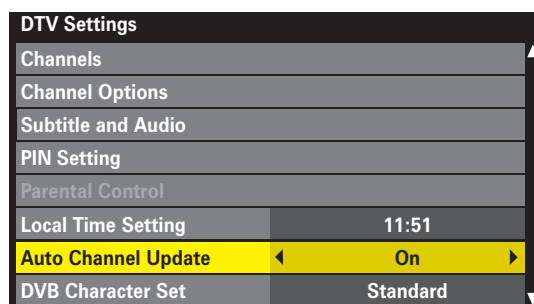 DTV Settings
Channels
Channel Options
Subtitle and Audio
PIN Setting
Parental Control
Local Time Setting 11:51
Auto Channel Update On
DVB Character Set Standard